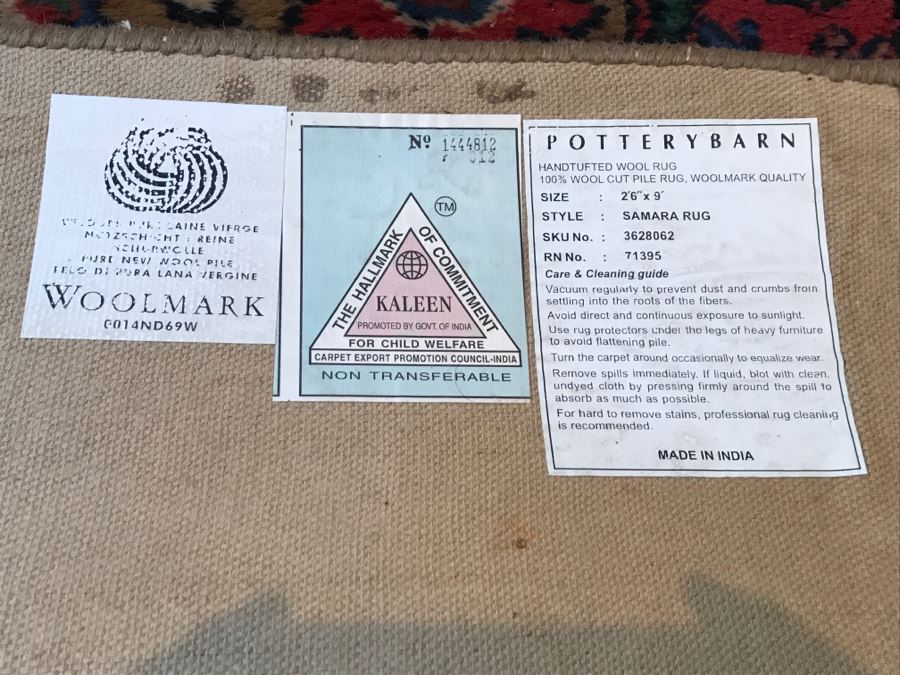 LAINE VIERGE
REINE
PURE NEW WOOL PILE
PURA LANA VERGINE
WOOLMARK
0014ND69W
Nº 1444812
TM
THE HALLMARK OF COMMITMENT
KALEEN
PROMOTED BY GOVT. OF INDIA
FOR CHILD WELFARE
CARPET EXPORT PROMOTION COUNCIL-INDIA
NON TRANSFERABLE
POTTERYBARN
HANDTUFTED WOOL RUG
100% WOOL CUT PILE RUG, WOOLMARK QUALITY
SIZE : 2'6"x 9'
STYLE : SAMARA RUG
SKU No. : 3628062
RN No. : 71395
Care & Cleaning guide
Vacuum regularly to prevent dust and crumbs from
settling into the roots of the fibers.
Avoid direct and continuous exposure to sunlight.
Use rug protectors under the legs of heavy furniture
to avoid flattening pile.
Turn the carpet around occasionally to equalize wear.
Remove spills immediately. If liquid, blot with clean,
undyed cloth by pressing firmly around the spill to
absorb as much as possible.
For hard to remove stains, professional rug cleaning
is recommended.
MADE IN INDIA